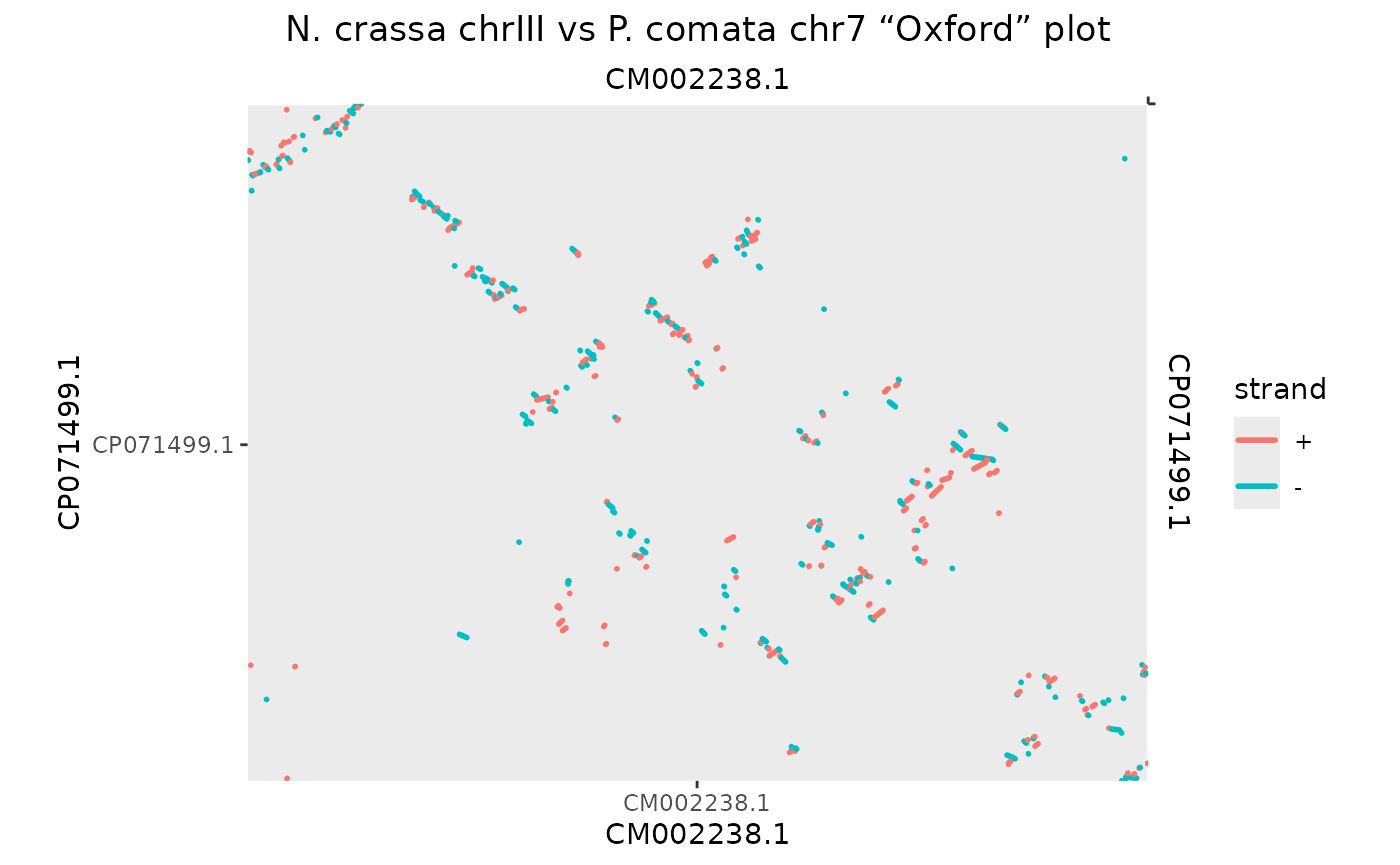 N. crassa chrIII vs P. comata chr7 “Oxford” plot
CM002238.1
CP071499.1
CP071499.1
CP071499.1
strand
+
-
CM002238.1
CM002238.1